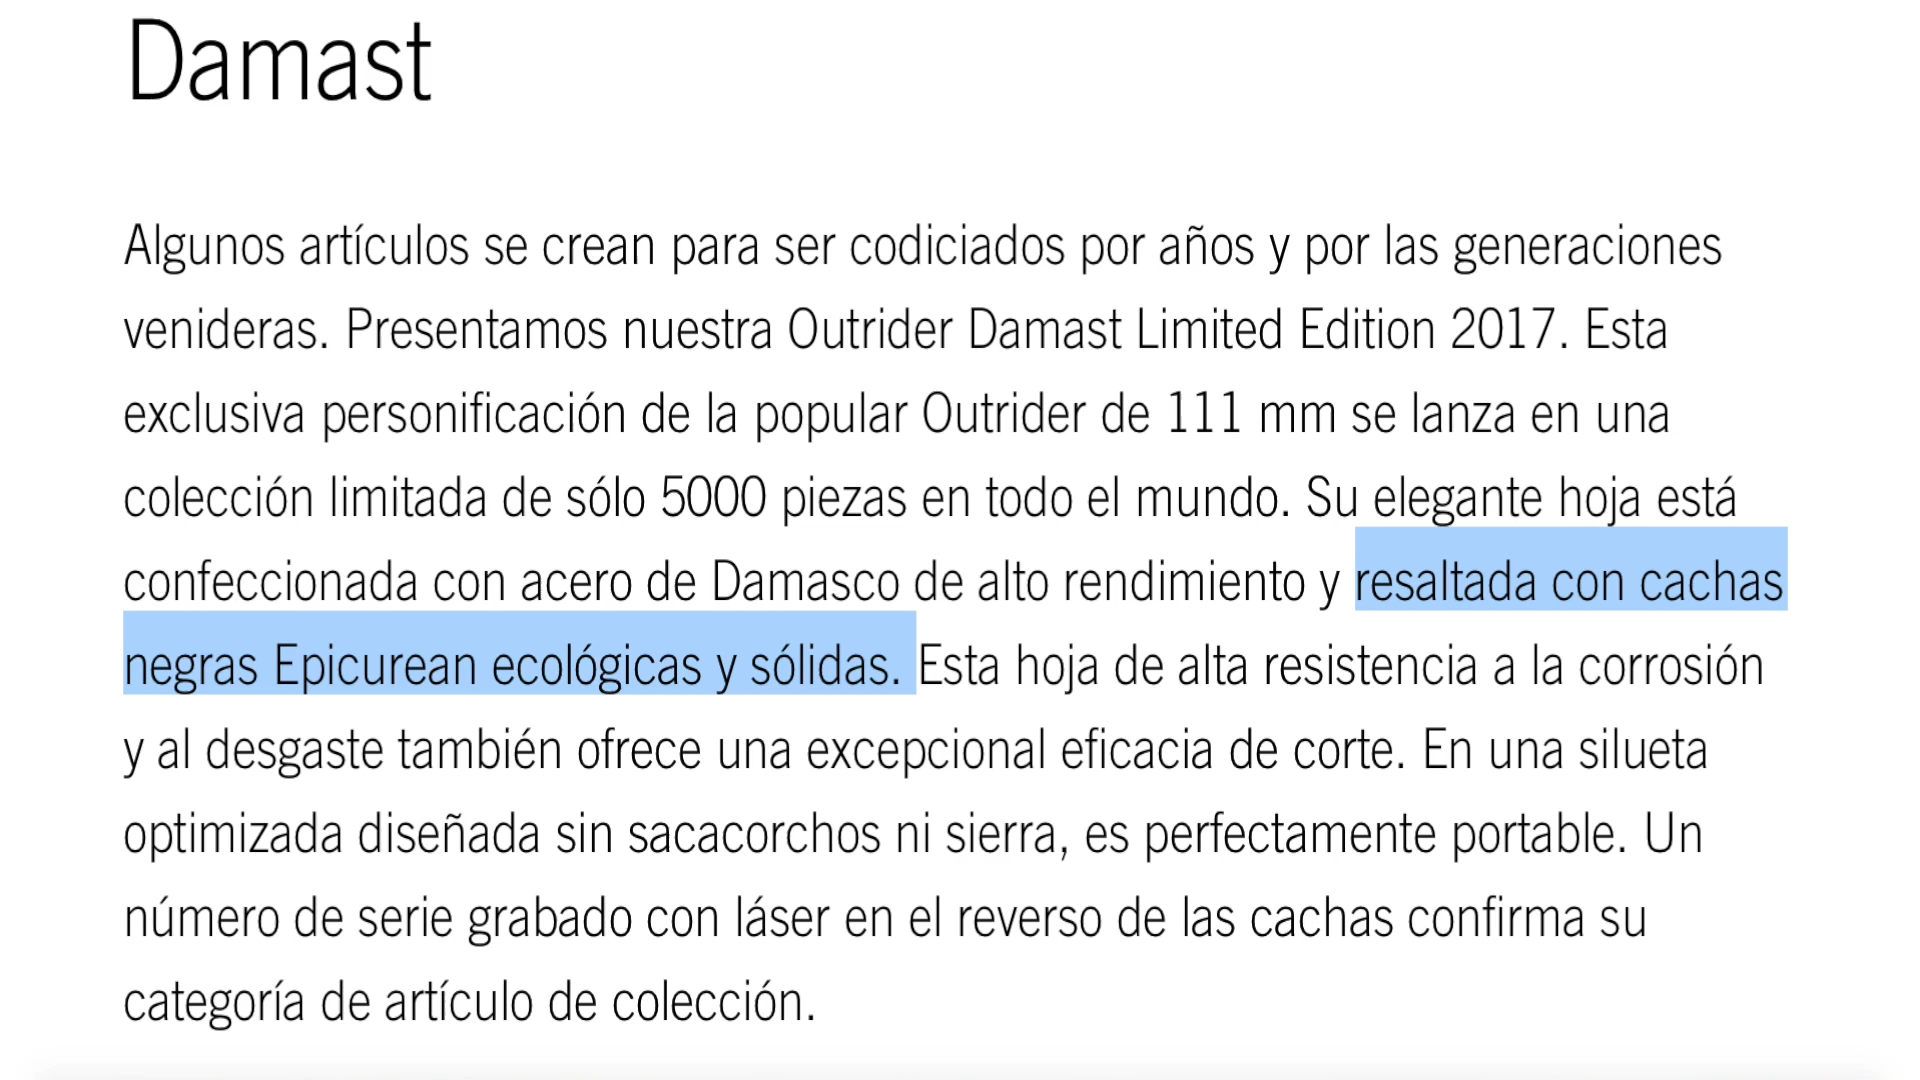 Damast
Algunos artículos se crean para ser codiciados por años y por las generaciones
venideras. Presentamos nuestra Outrider Damast Limited Edition 2017. Esta
exclusiva personificación de la popular Outrider de 111 mm se lanza en una
colección limitada de sólo 5000 piezas en todo el mundo. Su elegante hoja está
confeccionada con acero de Damasco de alto rendimiento y resaltada con cachas
negras Epicurean ecológicas y sólidas. Esta hoja de alta resistencia a la corrosión
y al desgaste también ofrece una excepcional eficacia de corte. En una silueta
optimizada diseñada sin sacacorchos ni sierra, es perfectamente portable. Un
número de serie grabado con láser en el reverso de las cachas confirma su
categoría de artículo de colección.